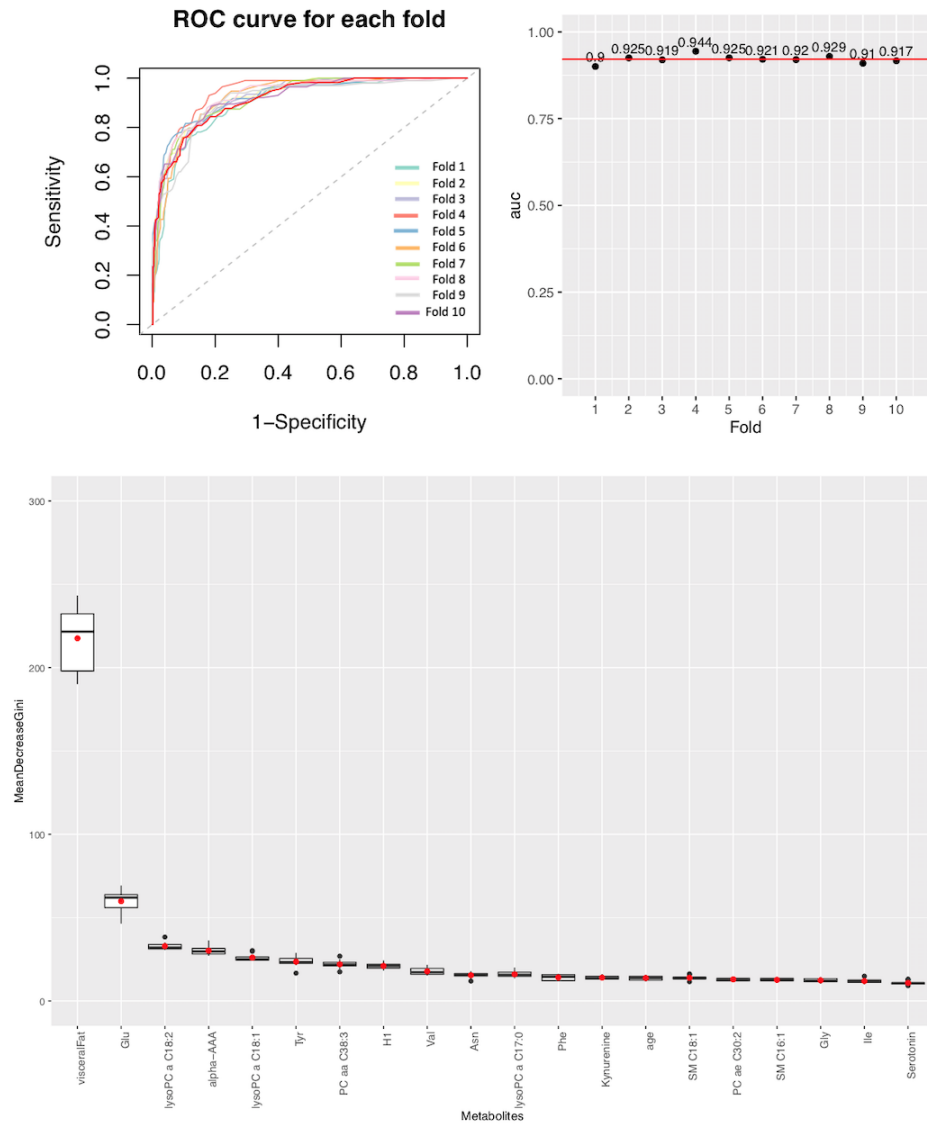 ROC curve for each fold
Sensitivity
1.0
0.8
0.6
0.4
0.2
0.0
Fold 1
Fold 2
Fold 3
Fold 4
Fold 5
Fold 6
Fold 7
Fold 8
Fold 9
Fold 10
0.0 0.2 0.4 0.6 0.8 1.0
1−Specificity
auc
1.00
0.75
0.50
0.25
0.00
0.9 0.925 0.919 0.944 0.925 0.921 0.92 0.929 0.91 0.917
1 2 3 4 5 6 7 8 9 10
Fold
MeanDecreaseGini
300
200
100
0
visceralFat
Glu
lysoPC a C18:2
alpha−AAA
lysoPC a C18:1
Tyr
PC aa C38:3
H1
Val
Asn
lysoPC a C17:0
Phe
Kynurenine
age
SM C18:1
PC ae C30:2
SM C16:1
Gly
Ile
Serotonin
Metabolites